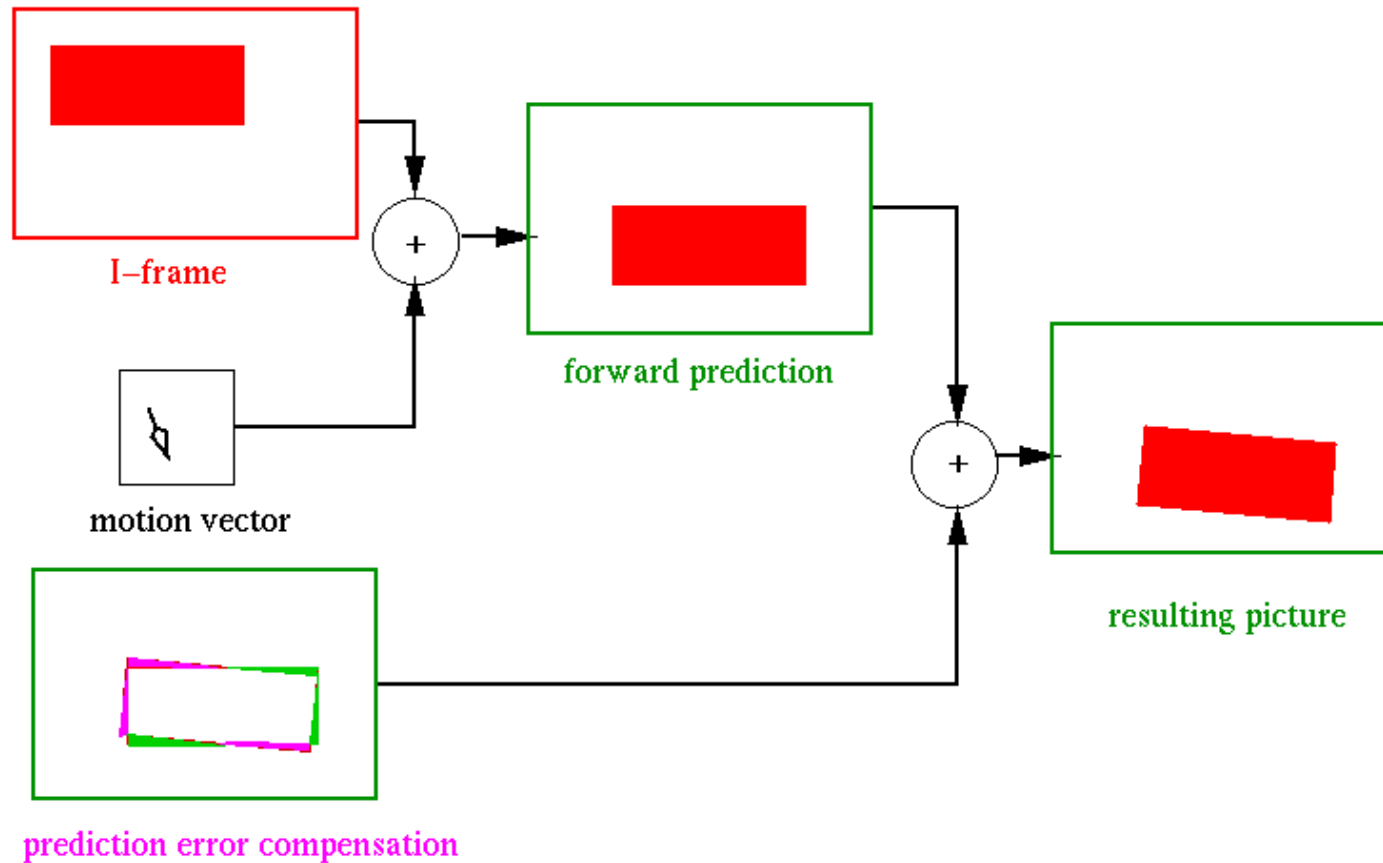 I–frame
forward prediction
motion vector
resulting picture
prediction error compensation